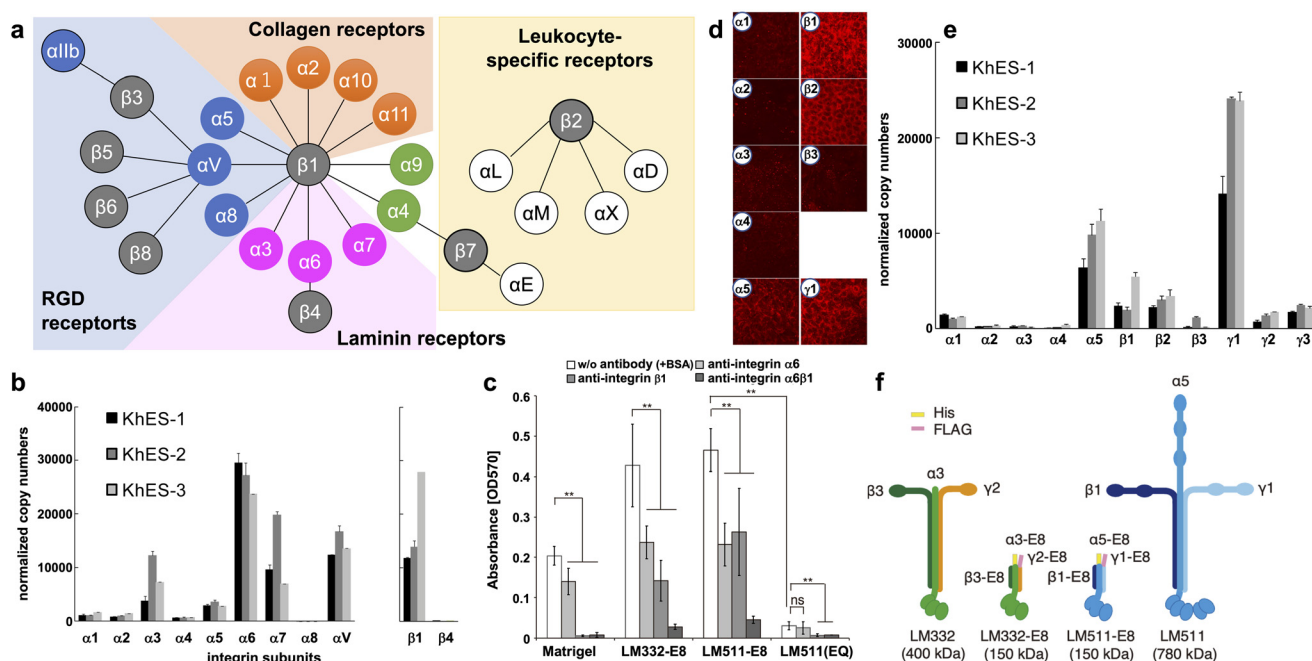 a
Collagen receptors
Leukocyte-
specific receptors
αIIb
β3
α5
α1
α2
α10
α11
β5
αV
β1
α9
β6
α8
α4
β8
α3
α6
α7
β4
β7
αE
β2
αL
αM
αX
αD
RGD
receptorts
Laminin receptors
b
normalized copy numbers
40000
30000
20000
10000
0
KhES-1
KhES-2
KhES-3
α1 α2 α3 α4 α5 α6 α7 α8 αV β1 β4
integrin subunits
c
w/o antibody (+BSA)
anti-integrin α6
anti-integrin β1
anti-integrin α6β1
Absorbance [OD570]
0.6
0.5
0.4
0.3
0.2
0.1
0
** ** ** ** ** ns
Matrigel LM332-E8 LM511-E8 LM511(EQ)
d
α1 β1
α2 β2
α3 β3
α4
α5 γ1
e
normalized copy numbers
30000
20000
10000
0
KhES-1
KhES-2
KhES-3
α1 α2 α3 α4 α5 β1 β2 β3 γ1 γ2 γ3
f
His
FLAG
α5
α3
β3
γ2
β1
γ1
α3-E8
γ2-E8
β3-E8
α5-E8
γ1-E8
β1-E8
LM332 LM332-E8 LM511-E8 LM511
(400 kDa) (150 kDa) (150 kDa) (780 kDa)